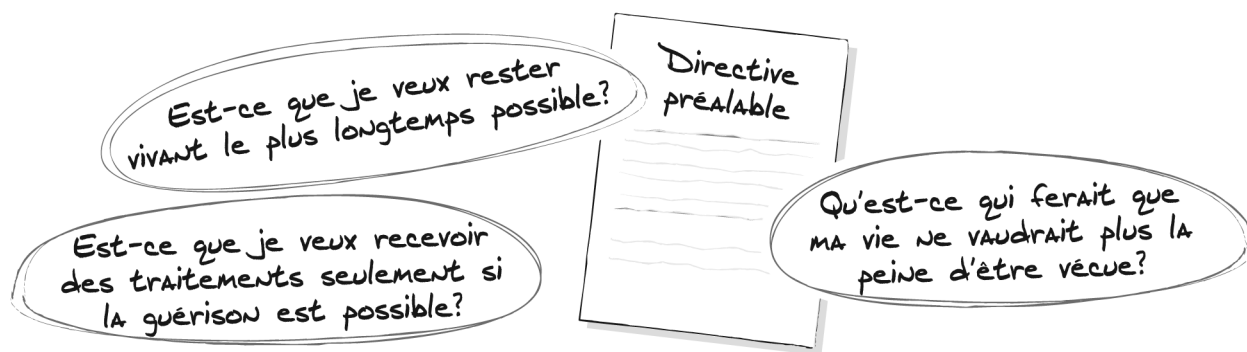 Est-ce que je veux rester
vivant le plus longtemps possible?
Directive
préalable
Est-ce que je veux recevoir
des traitements seulement si
la guérison est possible?
Qu'est-ce qui ferait que
ma vie ne vaudrait plus la
peine d'être vécue?